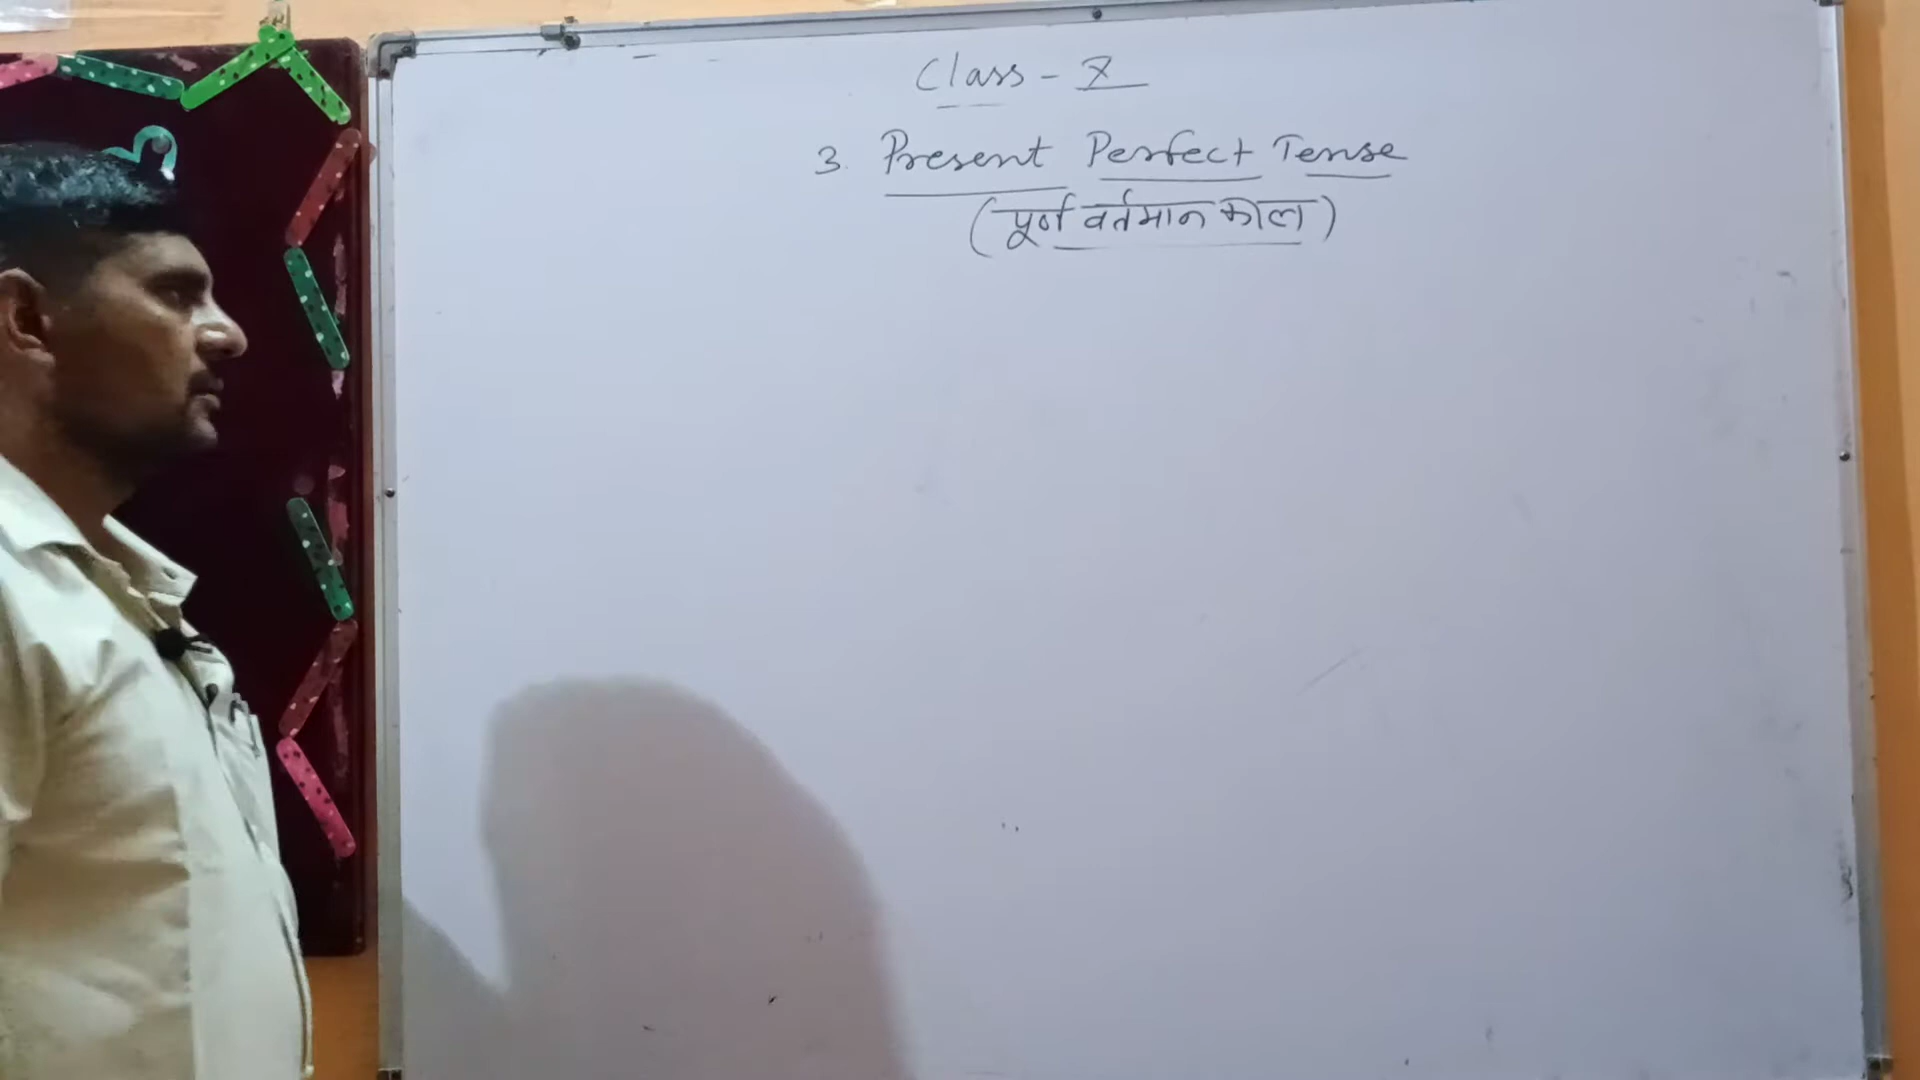 Class - X
3. Present Perfect Tense
(पूर्ण वर्तमान काल)